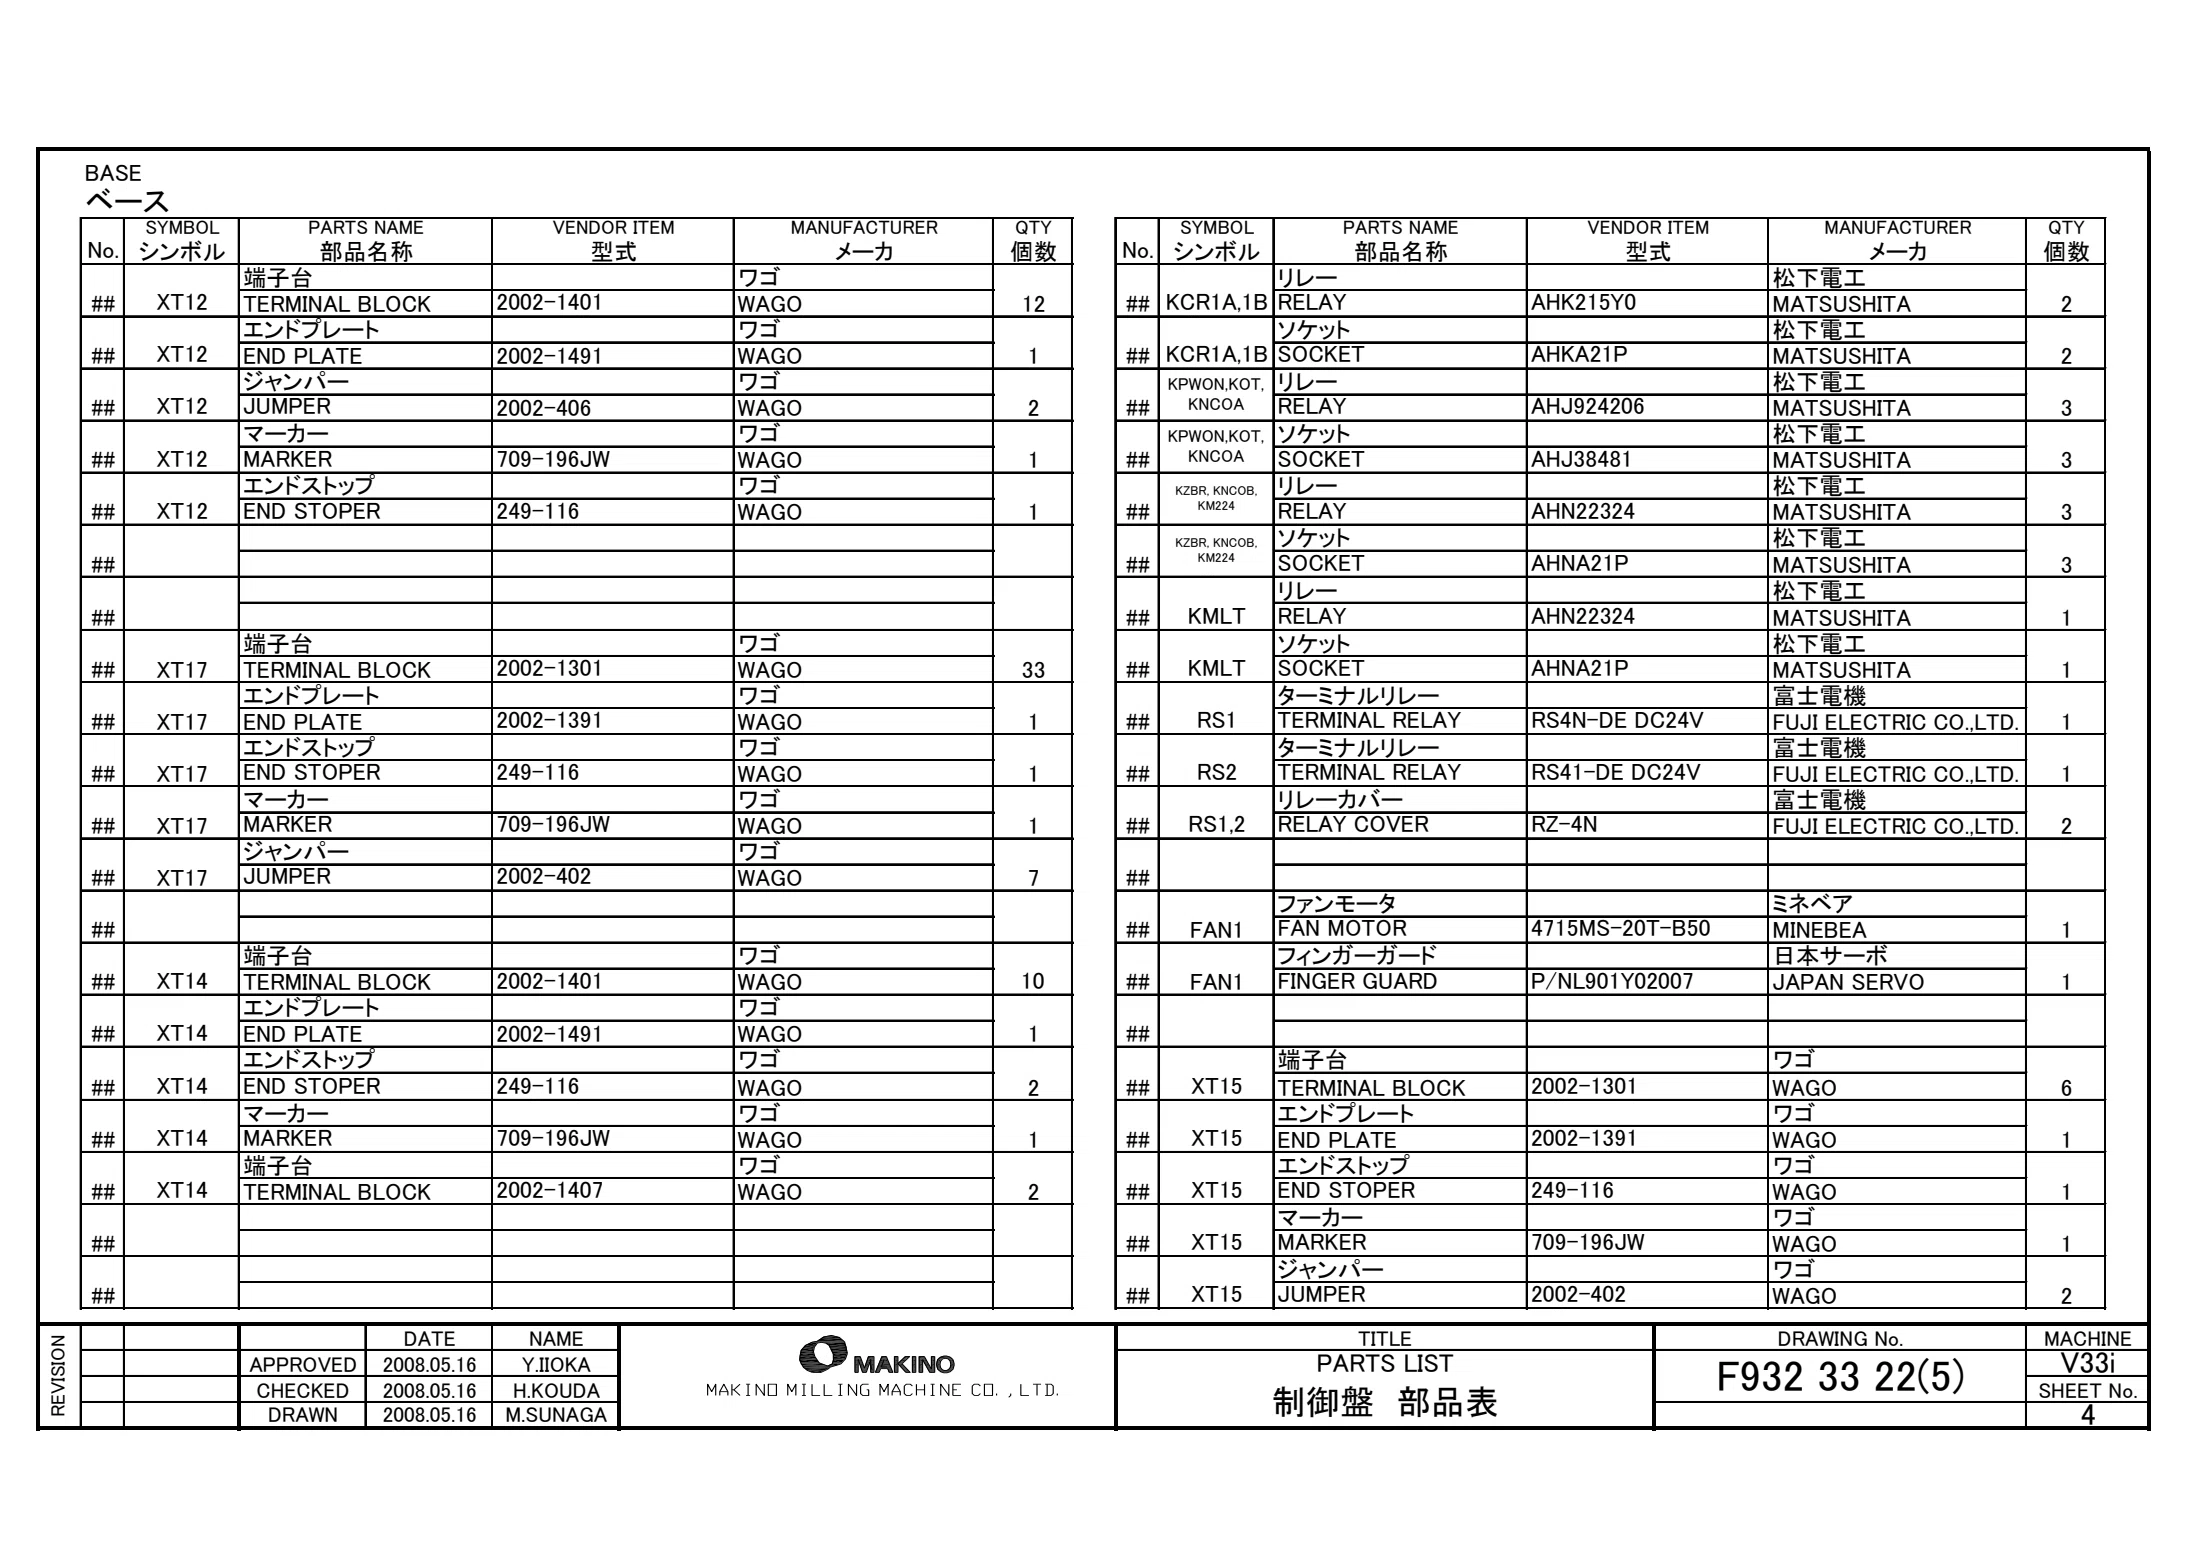 BASE
ベース
No. SYMBOL シンボル PARTS NAME 部品名称 VENDOR ITEM 型式 MANUFACTURER メーカ QTY 個数
端子台 ワゴ
## XT12 TERMINAL BLOCK 2002-1401 WAGO 12
エンドプレート ワゴ
## XT12 END PLATE 2002-1491 WAGO 1
ジャンパー ワゴ
## XT12 JUMPER 2002-406 WAGO 2
マーカー ワゴ
## XT12 MARKER 709-196JW WAGO 1
エンドストップ ワゴ
## XT12 END STOPER 249-116 WAGO 1
##
##
端子台 ワゴ
## XT17 TERMINAL BLOCK 2002-1301 WAGO 33
エンドプレート ワゴ
## XT17 END PLATE 2002-1391 WAGO 1
エンドストップ ワゴ
## XT17 END STOPER 249-116 WAGO 1
マーカー ワゴ
## XT17 MARKER 709-196JW WAGO 1
ジャンパー ワゴ
## XT17 JUMPER 2002-402 WAGO 7
##
端子台 ワゴ
## XT14 TERMINAL BLOCK 2002-1401 WAGO 10
エンドプレート ワゴ
## XT14 END PLATE 2002-1491 WAGO 1
エンドストップ ワゴ
## XT14 END STOPER 249-116 WAGO 2
マーカー ワゴ
## XT14 MARKER 709-196JW WAGO 1
端子台 ワゴ
## XT14 TERMINAL BLOCK 2002-1407 WAGO 2
##
##
No. SYMBOL シンボル PARTS NAME 部品名称 VENDOR ITEM 型式 MANUFACTURER メーカ QTY 個数
リレー 松下電工
## KCR1A,1B RELAY AHK215Y0 MATSUSHITA 2
ソケット 松下電工
## KCR1A,1B SOCKET AHKA21P MATSUSHITA 2
KPWON,KOT, リレー 松下電工
## KNCOA RELAY AHJ924206 MATSUSHITA 3
KPWON,KOT, ソケット 松下電工
## KNCOA SOCKET AHJ38481 MATSUSHITA 3
KZBR, KNCOB, リレー 松下電工
## KM224 RELAY AHN22324 MATSUSHITA 3
KZBR, KNCOB, ソケット 松下電工
## KM224 SOCKET AHNA21P MATSUSHITA 3
リレー 松下電工
## KMLT RELAY AHN22324 MATSUSHITA 1
ソケット 松下電工
## KMLT SOCKET AHNA21P MATSUSHITA 1
ターミナルリレー 富士電機
## RS1 TERMINAL RELAY RS4N-DE DC24V FUJI ELECTRIC CO.,LTD. 1
ターミナルリレー 富士電機
## RS2 TERMINAL RELAY RS41-DE DC24V FUJI ELECTRIC CO.,LTD. 1
リレーカバー 富士電機
## RS1,2 RELAY COVER RZ-4N FUJI ELECTRIC CO.,LTD. 2
##
ファンモータ ミネベア
## FAN1 FAN MOTOR 4715MS-20T-B50 MINEBEA 1
フィンガーガード 日本サーボ
## FAN1 FINGER GUARD P/NL901Y02007 JAPAN SERVO 1
##
端子台 ワゴ
## XT15 TERMINAL BLOCK 2002-1301 WAGO 6
エンドプレート ワゴ
## XT15 END PLATE 2002-1391 WAGO 1
エンドストップ ワゴ
## XT15 END STOPER 249-116 WAGO 1
マーカー ワゴ
## XT15 MARKER 709-196JW WAGO 1
ジャンパー ワゴ
## XT15 JUMPER 2002-402 WAGO 2
REVISION
DATE NAME
APPROVED 2008.05.16 Y.IIOKA
CHECKED 2008.05.16 H.KOUDA
DRAWN 2008.05.16 M.SUNAGA
MAKINO
MAKINO MILLING MACHINE CO.,LTD.
TITLE
PARTS LIST
制御盤 部品表
DRAWING No.
F932 33 22(5)
MACHINE
V33i
SHEET No.
4